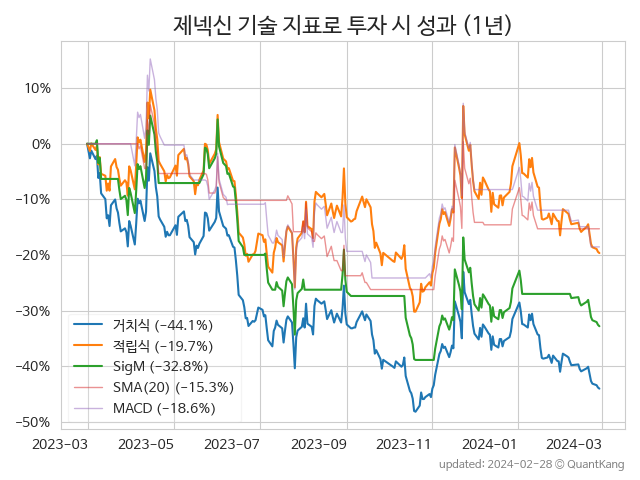 제넥신 기술 지표로 투자 시 성과 (1년)
10%
0%
−10%
−20%
−30%
−40%
−50%
거치식 (−44.1%)
적립식 (−19.7%)
SigM (−32.8%)
SMA(20) (−15.3%)
MACD (−18.6%)
2023−03
2023−05
2023−07
2023−09
2023−11
2024−01
2024−03
updated: 2024−02−28 ⓒ QuantKang